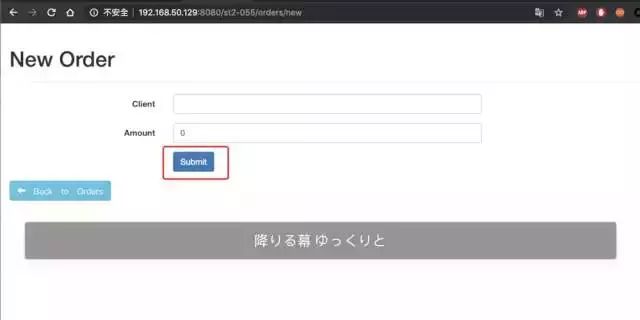 不安全 192.168.50.129:8080/st2-055/orders/new
New Order
Client
Amount 0
Submit
Back to Orders
降りる幕 ゆっくりと